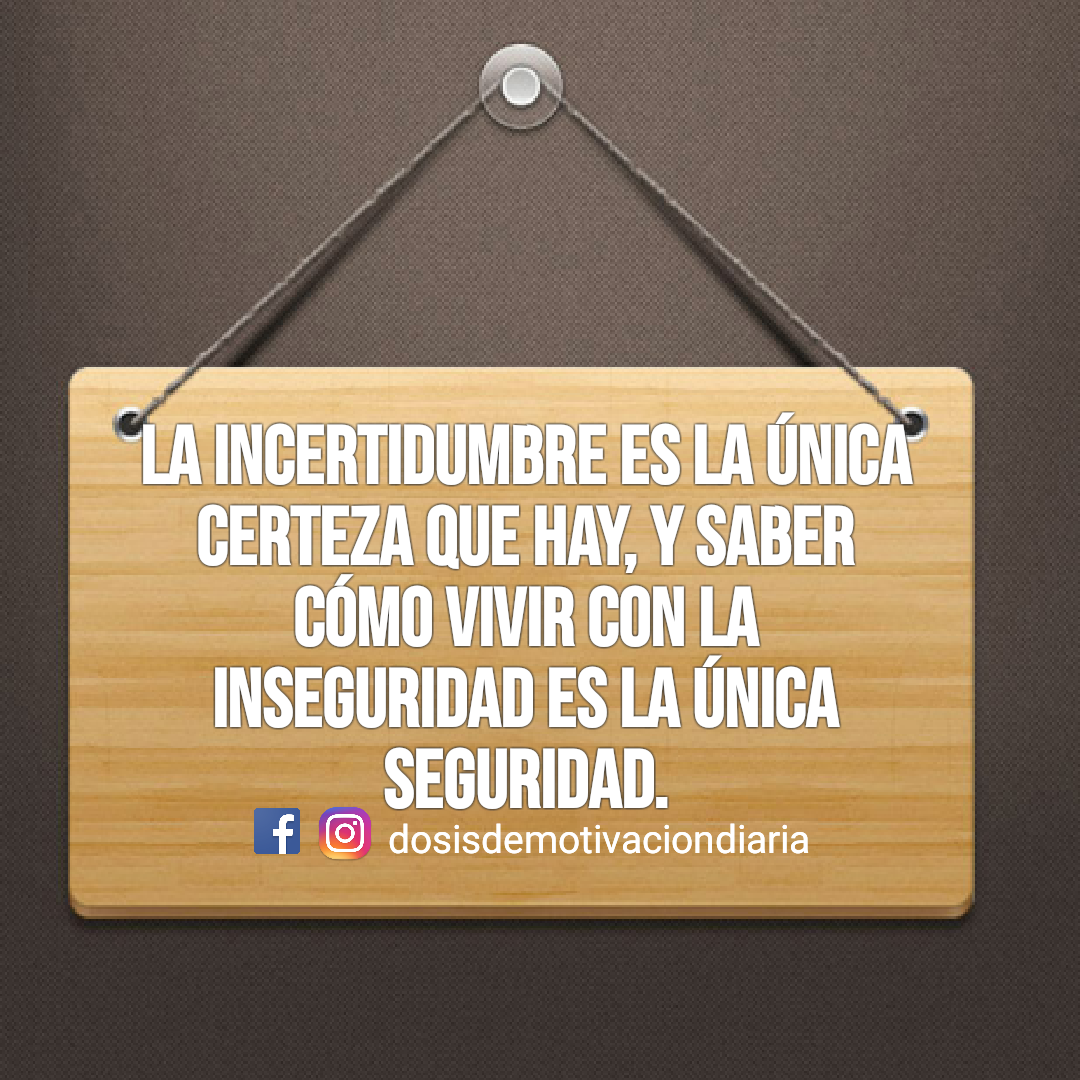 LA INCERTIDUMBRE ES LA ÚNICA
CERTEZA QUE HAY, Y SABER
CÓMO VIVIR CON LA
INSEGURIDAD ES LA ÚNICA
SEGURIDAD.
dosisdemotivaciondiaria